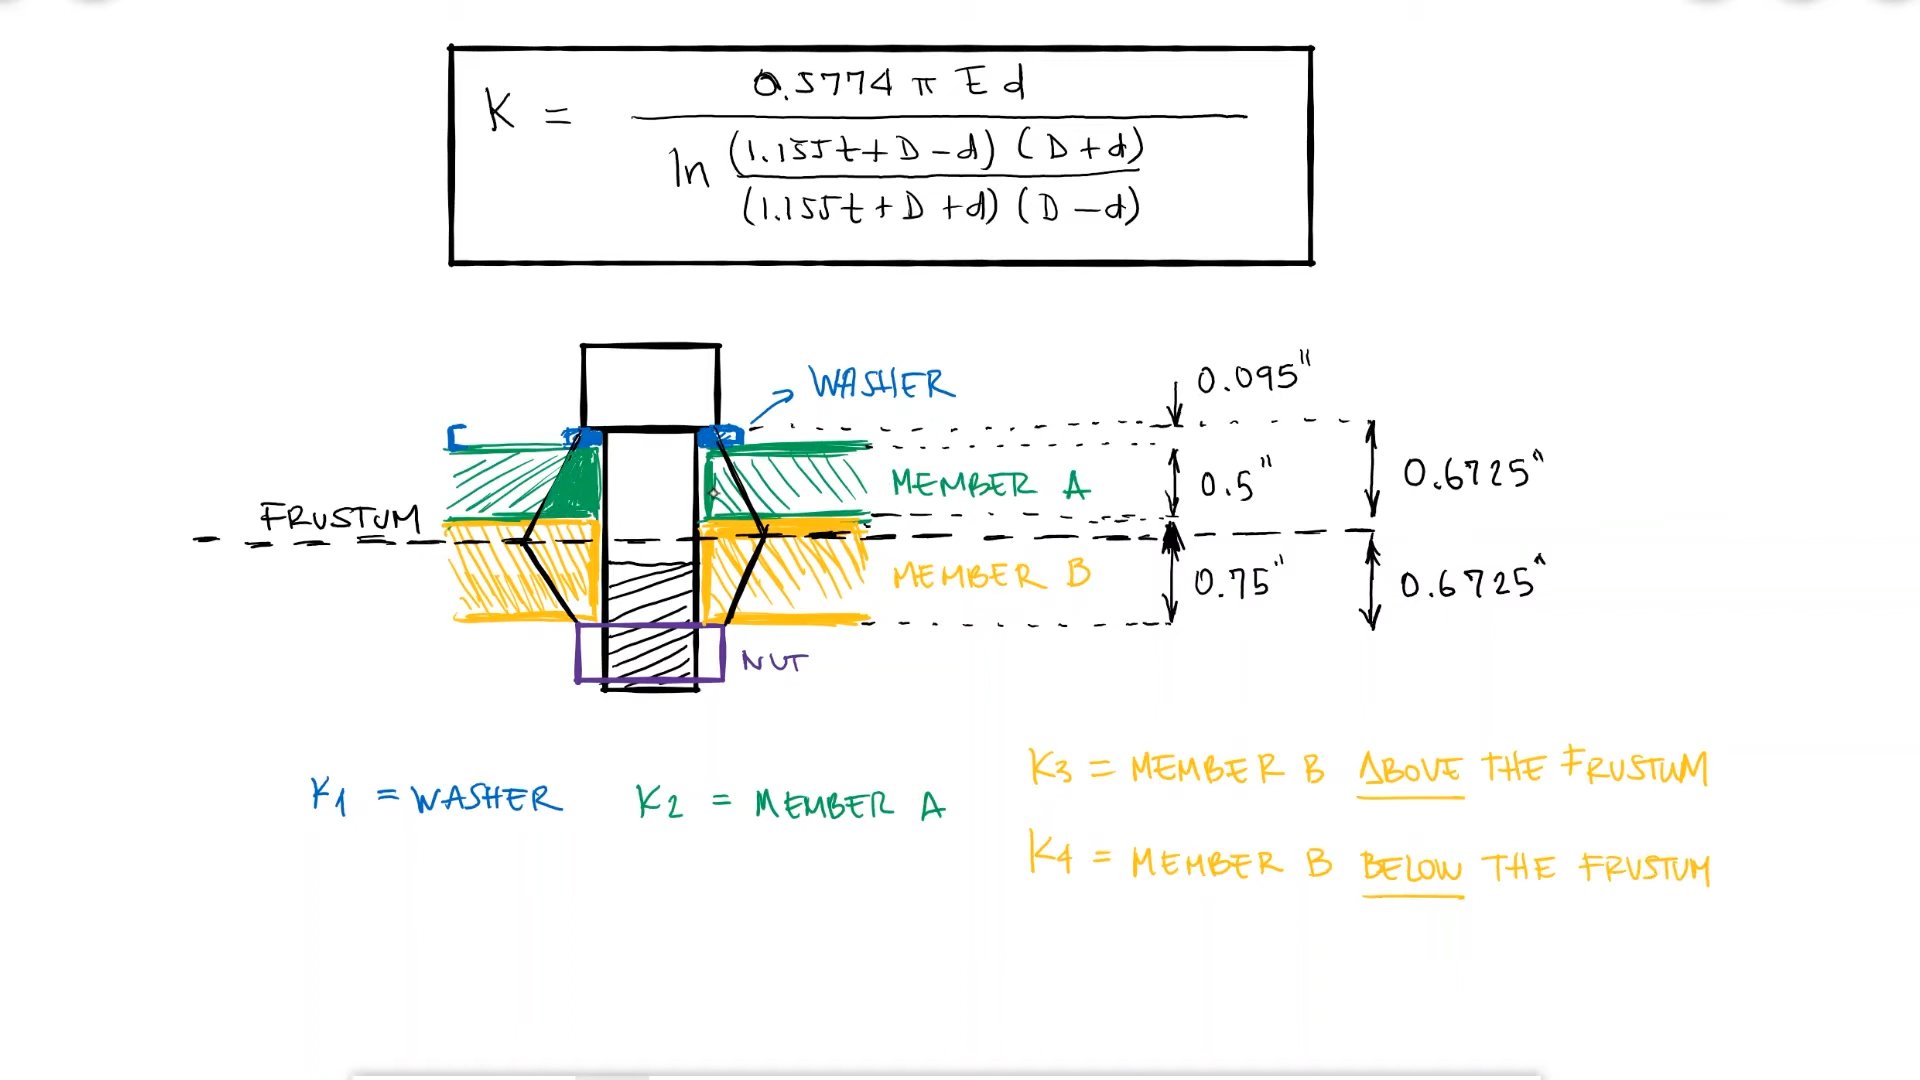 K = 0.5774 π E d
ln (1.155t + D - d) (D + d)
(1.155t + D + d) (D - d)
WASHER
0.095"
MEMBER A
0.5"
0.6725"
FRUSTUM
MEMBER B
0.75"
0.6725"
NUT
K1 = WASHER
K2 = MEMBER A
K3 = MEMBER B ABOVE THE FRUSTUM
K4 = MEMBER B BELOW THE FRUSTUM